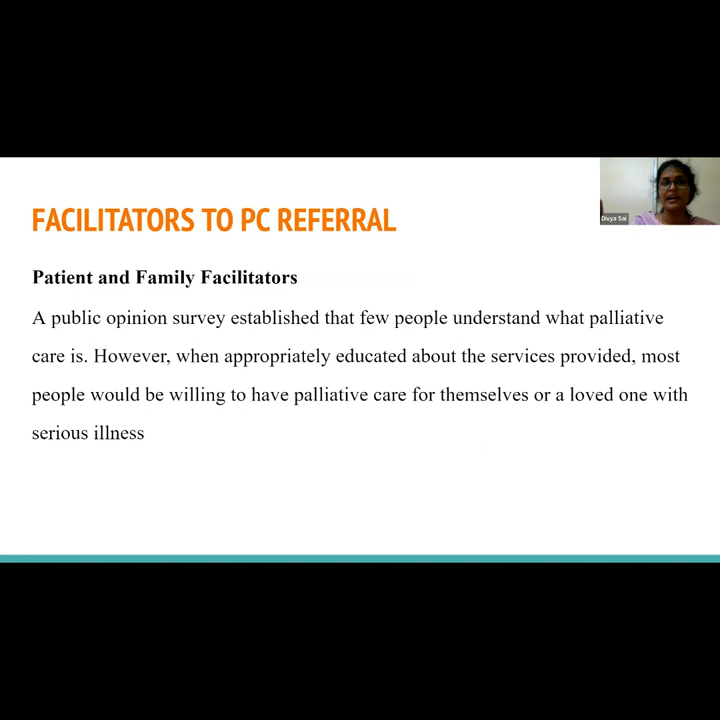 FACILITATORS TO PC REFERRAL
Divya Sai
Patient and Family Facilitators
A public opinion survey established that few people understand what palliative
care is. However, when appropriately educated about the services provided, most
people would be willing to have palliative care for themselves or a loved one with
serious illness